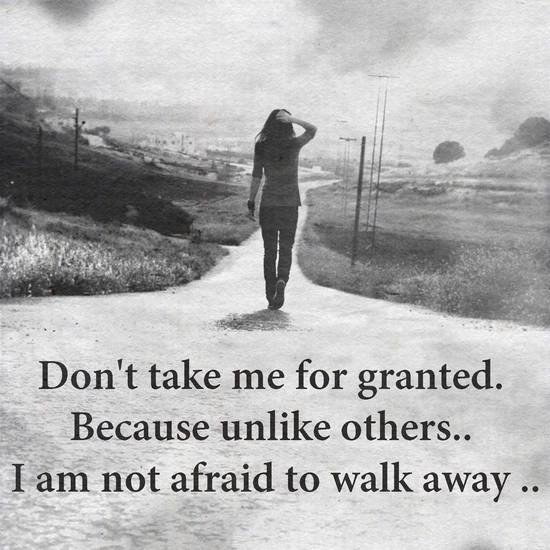 Don't take me for granted.
Because unlike others..
I am not afraid to walk away ..